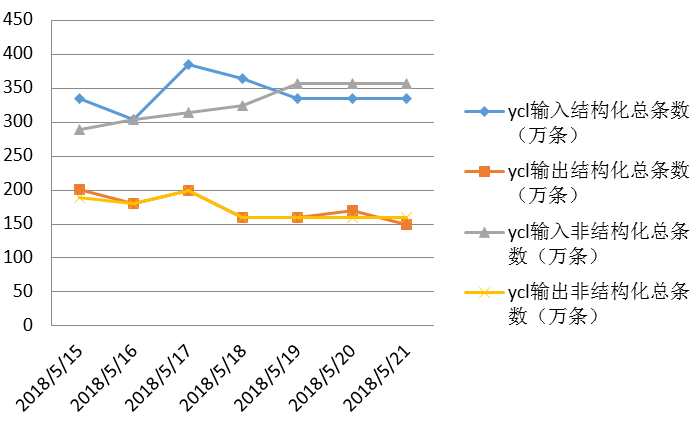 450
400
350
300
250
200
150
100
50
0
2018/5/15
2018/5/16
2018/5/17
2018/5/18
2018/5/19
2018/5/20
2018/5/21
ycl输入结构化总条数
（万条）
ycl输出结构化总条数
（万条）
ycl输入非结构化总条
数（万条）
ycl输出非结构化总条
数（万条）